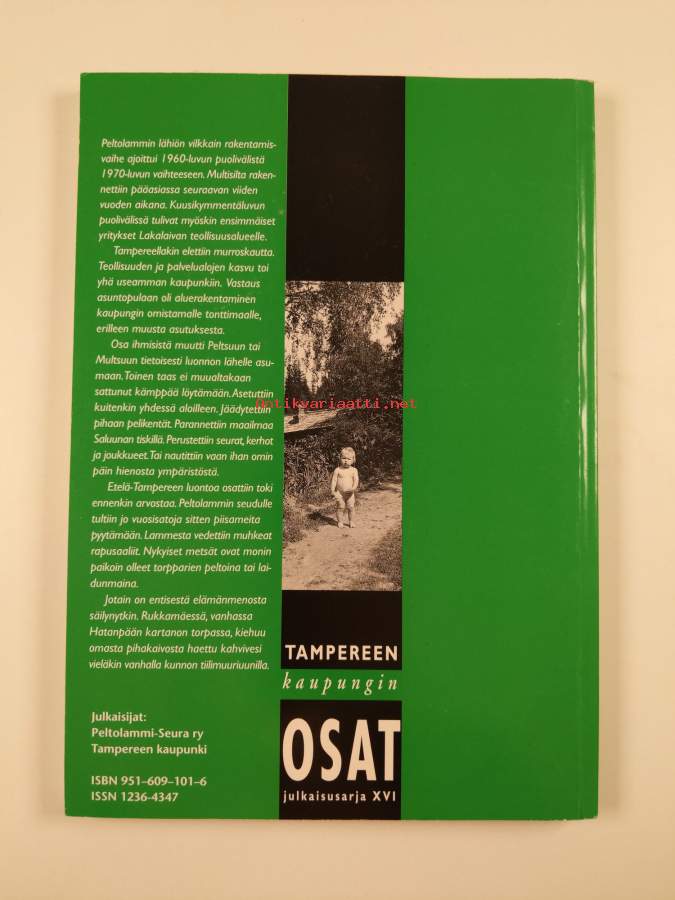 Peltolammin lähiön vilkkain rakentamis-
vaihe ajoittui 1960-luvun puolivälistä
1970-luvun vaihteeseen. Multisilta raken-
nettiin pääasiassa seuraavan viiden
vuoden aikana. Kuusikymmentäluvun
puolivälissä tulivat myöskin ensimmäiset
yritykset Lakalaivan teollisuusalueelle.
Tampereellakin elettiin murroskautta.
Teollisuuden ja palvelualojen kasvu toi
yhä useamman kaupunkiin. Vastaus
asuntopulaan oli aluerakentaminen
kaupungin omistamalle tonttimaalle,
erilleen muusta asutuksesta.
Osa ihmisistä muutti Peltsuun tai
Multsuun tietoisesti luonnon lähelle asu-
maan. Toinen taas ei muualtakaan
sattunut kämppää löytämään. Asetuttiin
kuitenkin yhdessä aloilleen. Jäädytettiin
pihaan pelikentät. Parannettiin maailmaa
Saluunan tiskillä. Perustettiin seurat, kerhot
ja joukkueet. Tai nautittiin vaan ihan omin
päin hienosta ympäristöstä.
Etelä-Tampereen luontoa osattiin toki
ennenkin arvostaa. Peltolammin seudulle
tultiin jo vuosisatoja sitten piisameita
pyytämään. Lammesta vedettiin muhkeat
rapusaaliit. Nykyiset metsät ovat monin
paikoin olleet torpparien peltoina tai lai-
dunmaina.
Jotain on entisestä elämänmenosta
säilynytkin. Rukkamäessä, vanhassa
Hatanpään kartanon torpassa, kiehuu
omasta pihakaivosta haettu kahvivesi
vieläkin vanhalla kunnon tiilimuuriuunilla.
Julkaisijat:
Peltolammi-Seura ry
Tampereen kaupunki
ISBN 951-609-101-6
ISSN 1236-4347
Antikvariaatti.net
TAMPEREEN
kaupungin
OSAT
julkaisusarja XVI